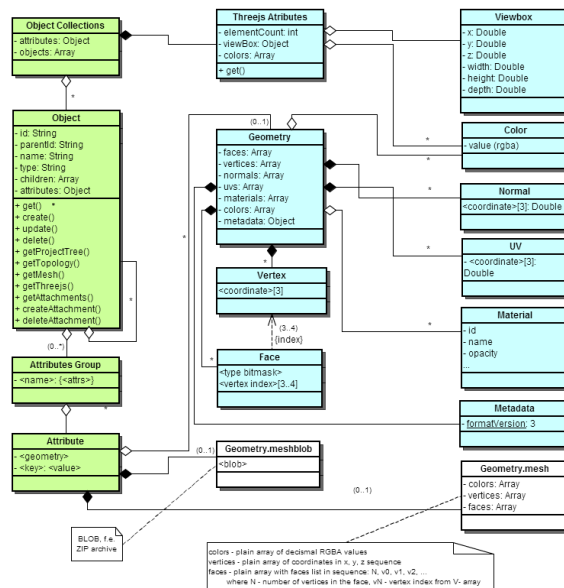 Object Collections
- attributes: Object
- objects: Array
Threejs Atributes
- elementCount: int
- viewBox: Object
- colors: Array
+ get()
Viewbox
- x: Double
- y: Double
- z: Double
- width: Double
- height: Double
- depth: Double
*
(0..1)
*
*
Object
- id: String
- parentId: String
- name: String
- type: String
- children: Array
- attributes: Object
+ get() *
+ create()
+ update()
+ delete()
+ getProjectTree()
+ getTopology()
+ getMesh()
+ getThreejs()
+ getAttachments()
+ createAttachment()
+ deleteAttachment()
*
(0..*)
Geometry
- faces: Array
- vertices: Array
- normals: Array
- uvs: Array
- materials: Array
- colors: Array
- metadata: Object
Color
- value (rgba)
*
Normal
<coordinate>[3]: Double
*
UV
- <coordinate>[3]:
Double
*
*
Vertex
<coordinate>[3]
(3..4)
{index}
*
Face
<type bitmask>
<vertex index>[3..4]
*
Material
- id
- name
- opacity
...
Attributes Group
- <name>: {<attrs>}
*
Metadata
- formatVersion: 3
Attribute
- <geometry>
- <key>: <value>
(0..1)
Geometry.meshblob
<blob>
(0..1)
Geometry.mesh
- colors: Array
- vertices: Array
- faces: Array
BLOB, f.e.
ZIP archive
colors - plain array of decismal RGBA values
vertices - plain array of coordinates in x, y, z sequence
faces - plain array with faces list in sequence: N, v0, v1, v2, ...
where N - number of vertices in the face, vN - vertex index from V- array